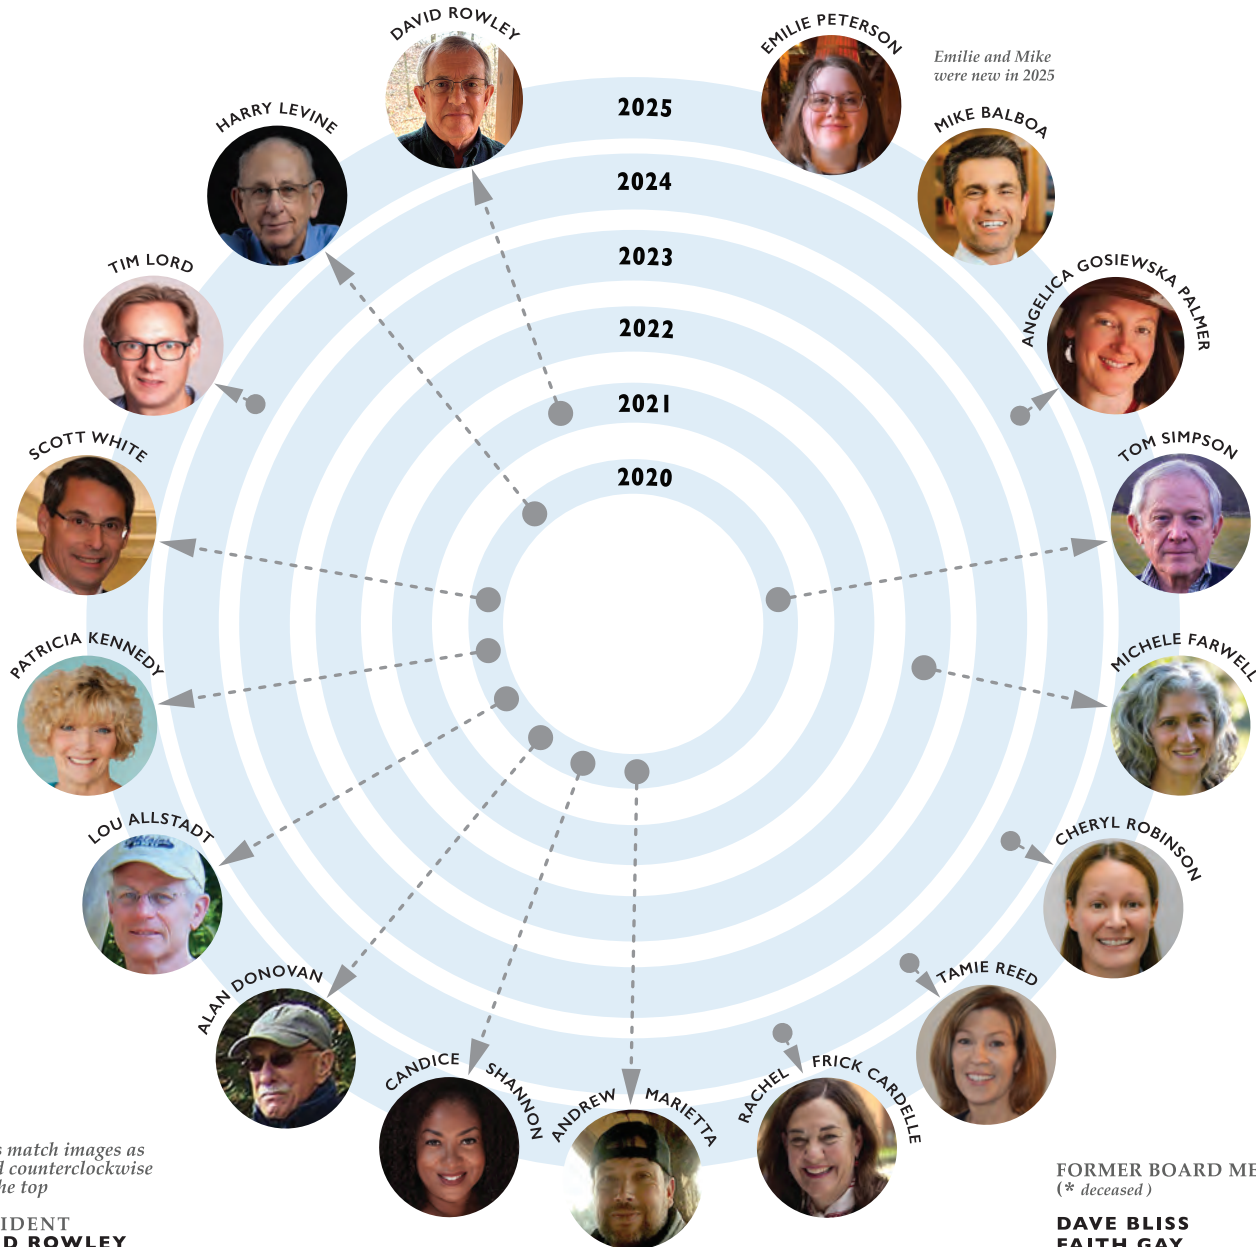 DAVID ROWLEY
EMILIE PETERSON
Emilie and Mike
were new in 2025
HARRY LEVINE
MIKE BALBOA
2025
2024
2023
2022
2021
2020
TIM LORD
ANGELICA GOSIEWSKA PALMER
SCOTT WHITE
TOM SIMPSON
PATRICIA KENNEDY
MICHELE FARWELL
LOU ALLSTADT
CHERYL ROBINSON
ALAN DONOVAN
TAMIE REED
CANDICE SHANNON
ANDREW MARIETTA
RACHEL FRICK CARDELLE
s match images as
d counterclockwise
he top
IDENT
D ROWLEY
FORMER BOARD ME
(* deceased )
DAVE BLISS
FAITH GAY